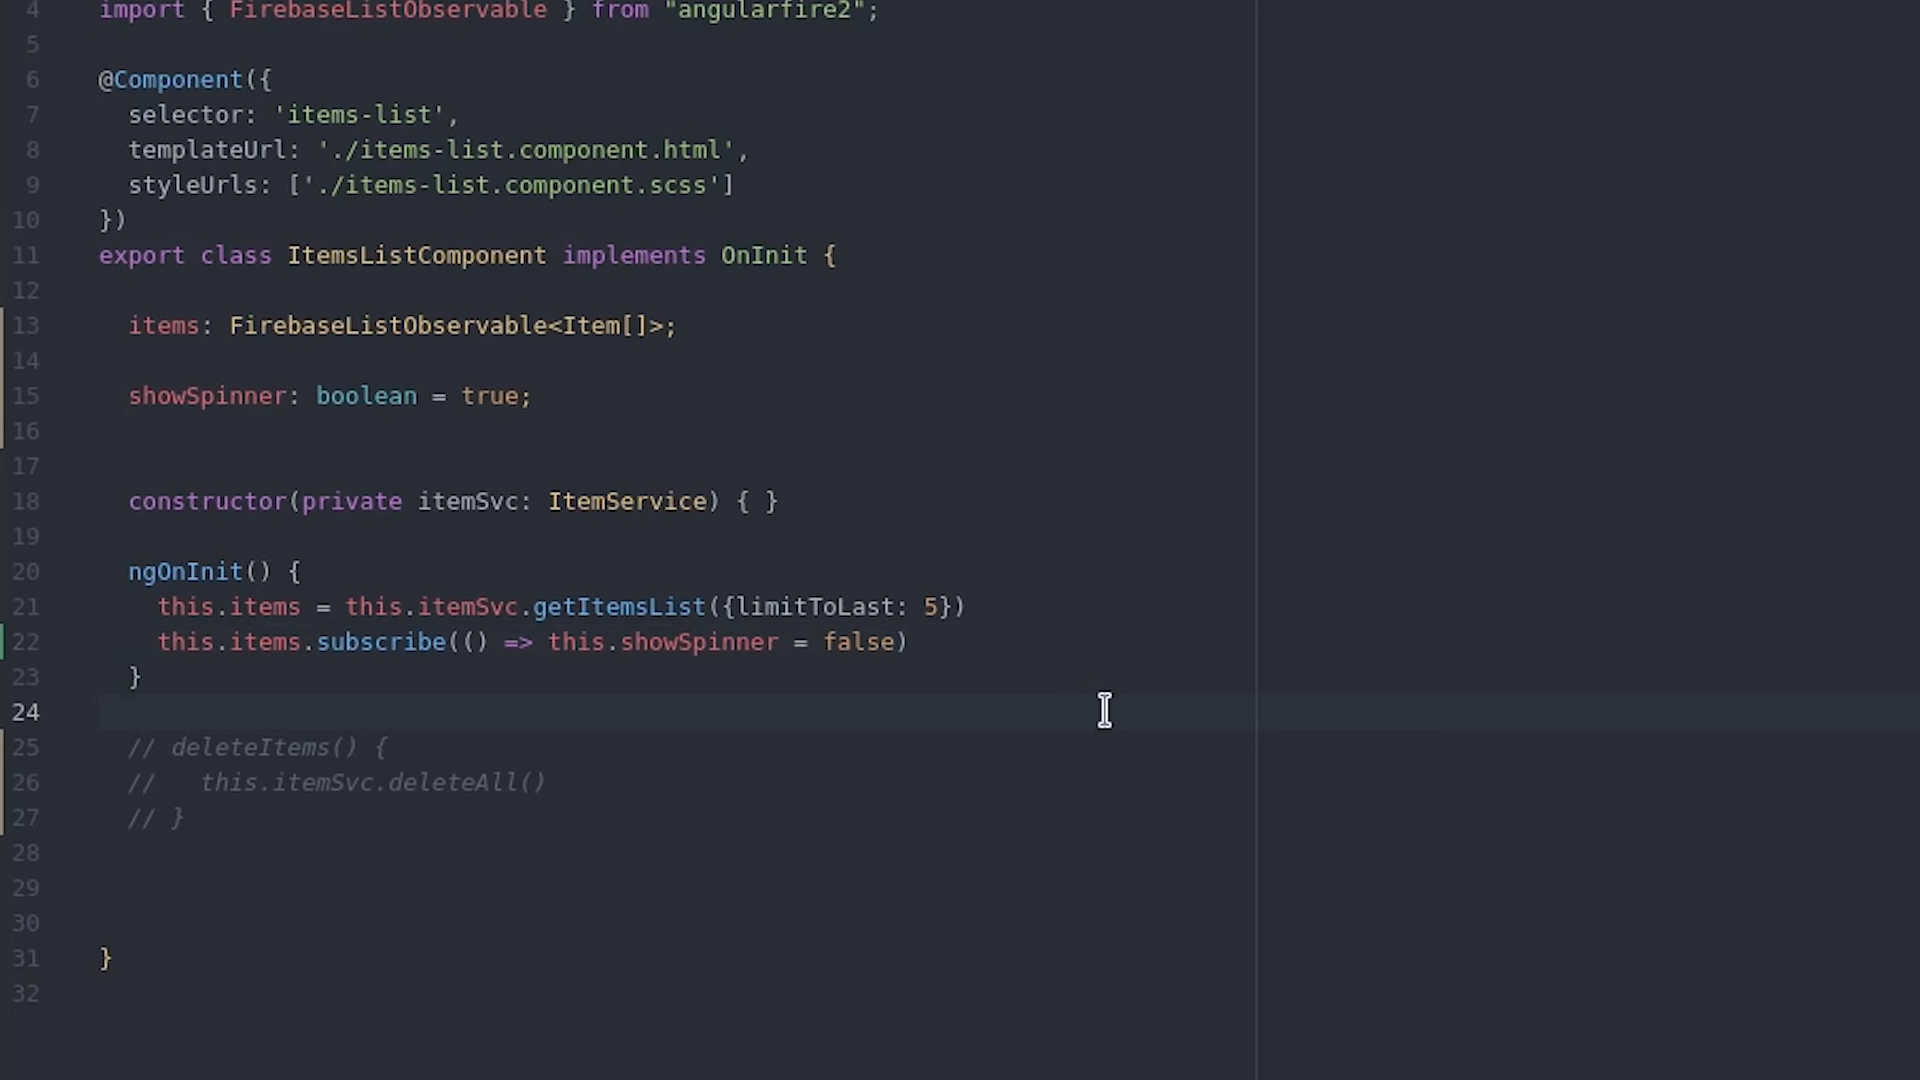 4 import { FirebaseListObservable } from "angularfire2";
5
6 @Component({
7 selector: 'items-list',
8 templateUrl: './items-list.component.html',
9 styleUrls: ['./items-list.component.scss']
10 })
11 export class ItemsListComponent implements OnInit {
12
13 items: FirebaseListObservable<Item[]>;
14
15 showSpinner: boolean = true;
16
17
18 constructor(private itemSvc: ItemService) { }
19
20 ngOnInit() {
21 this.items = this.itemSvc.getItemsList({limitToLast: 5})
22 this.items.subscribe(() => this.showSpinner = false)
23 }
24
25 // deleteItems() {
26 //   this.itemSvc.deleteAll()
27 // }
28
29
30
31 }
32